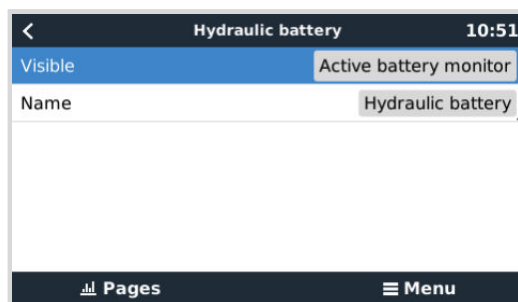 Hydraulic battery 10:51
Visible Active battery monitor
Name Hydraulic battery
Pages Menu